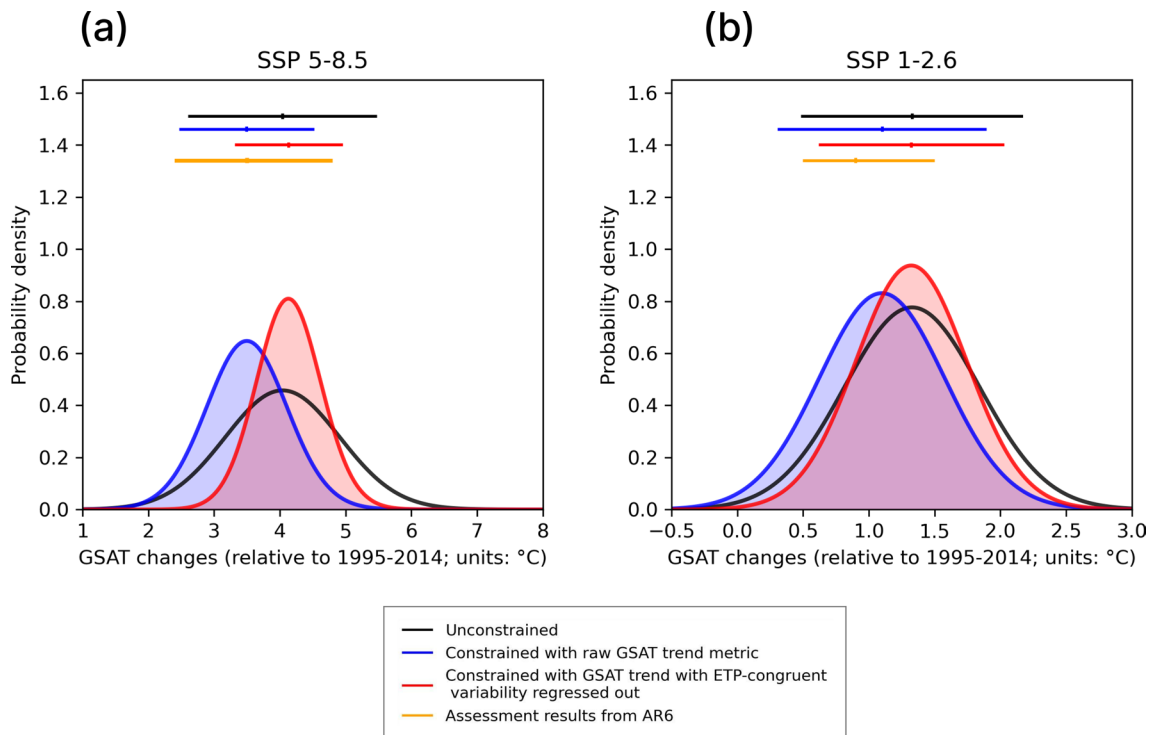 (a)
SSP 5-8.5
1.6
1.4
1.2
1.0
0.8
0.6
0.4
0.2
0.0
Probability density
1 2 3 4 5 6 7 8
GSAT changes (relative to 1995-2014; units: °C)
(b)
SSP 1-2.6
1.6
1.4
1.2
1.0
0.8
0.6
0.4
0.2
0.0
Probability density
−0.5 0.0 0.5 1.0 1.5 2.0 2.5 3.0
GSAT changes (relative to 1995-2014; units: °C)
Unconstrained
Constrained with raw GSAT trend metric
Constrained with GSAT trend with ETP-congruent
variability regressed out
Assessment results from AR6